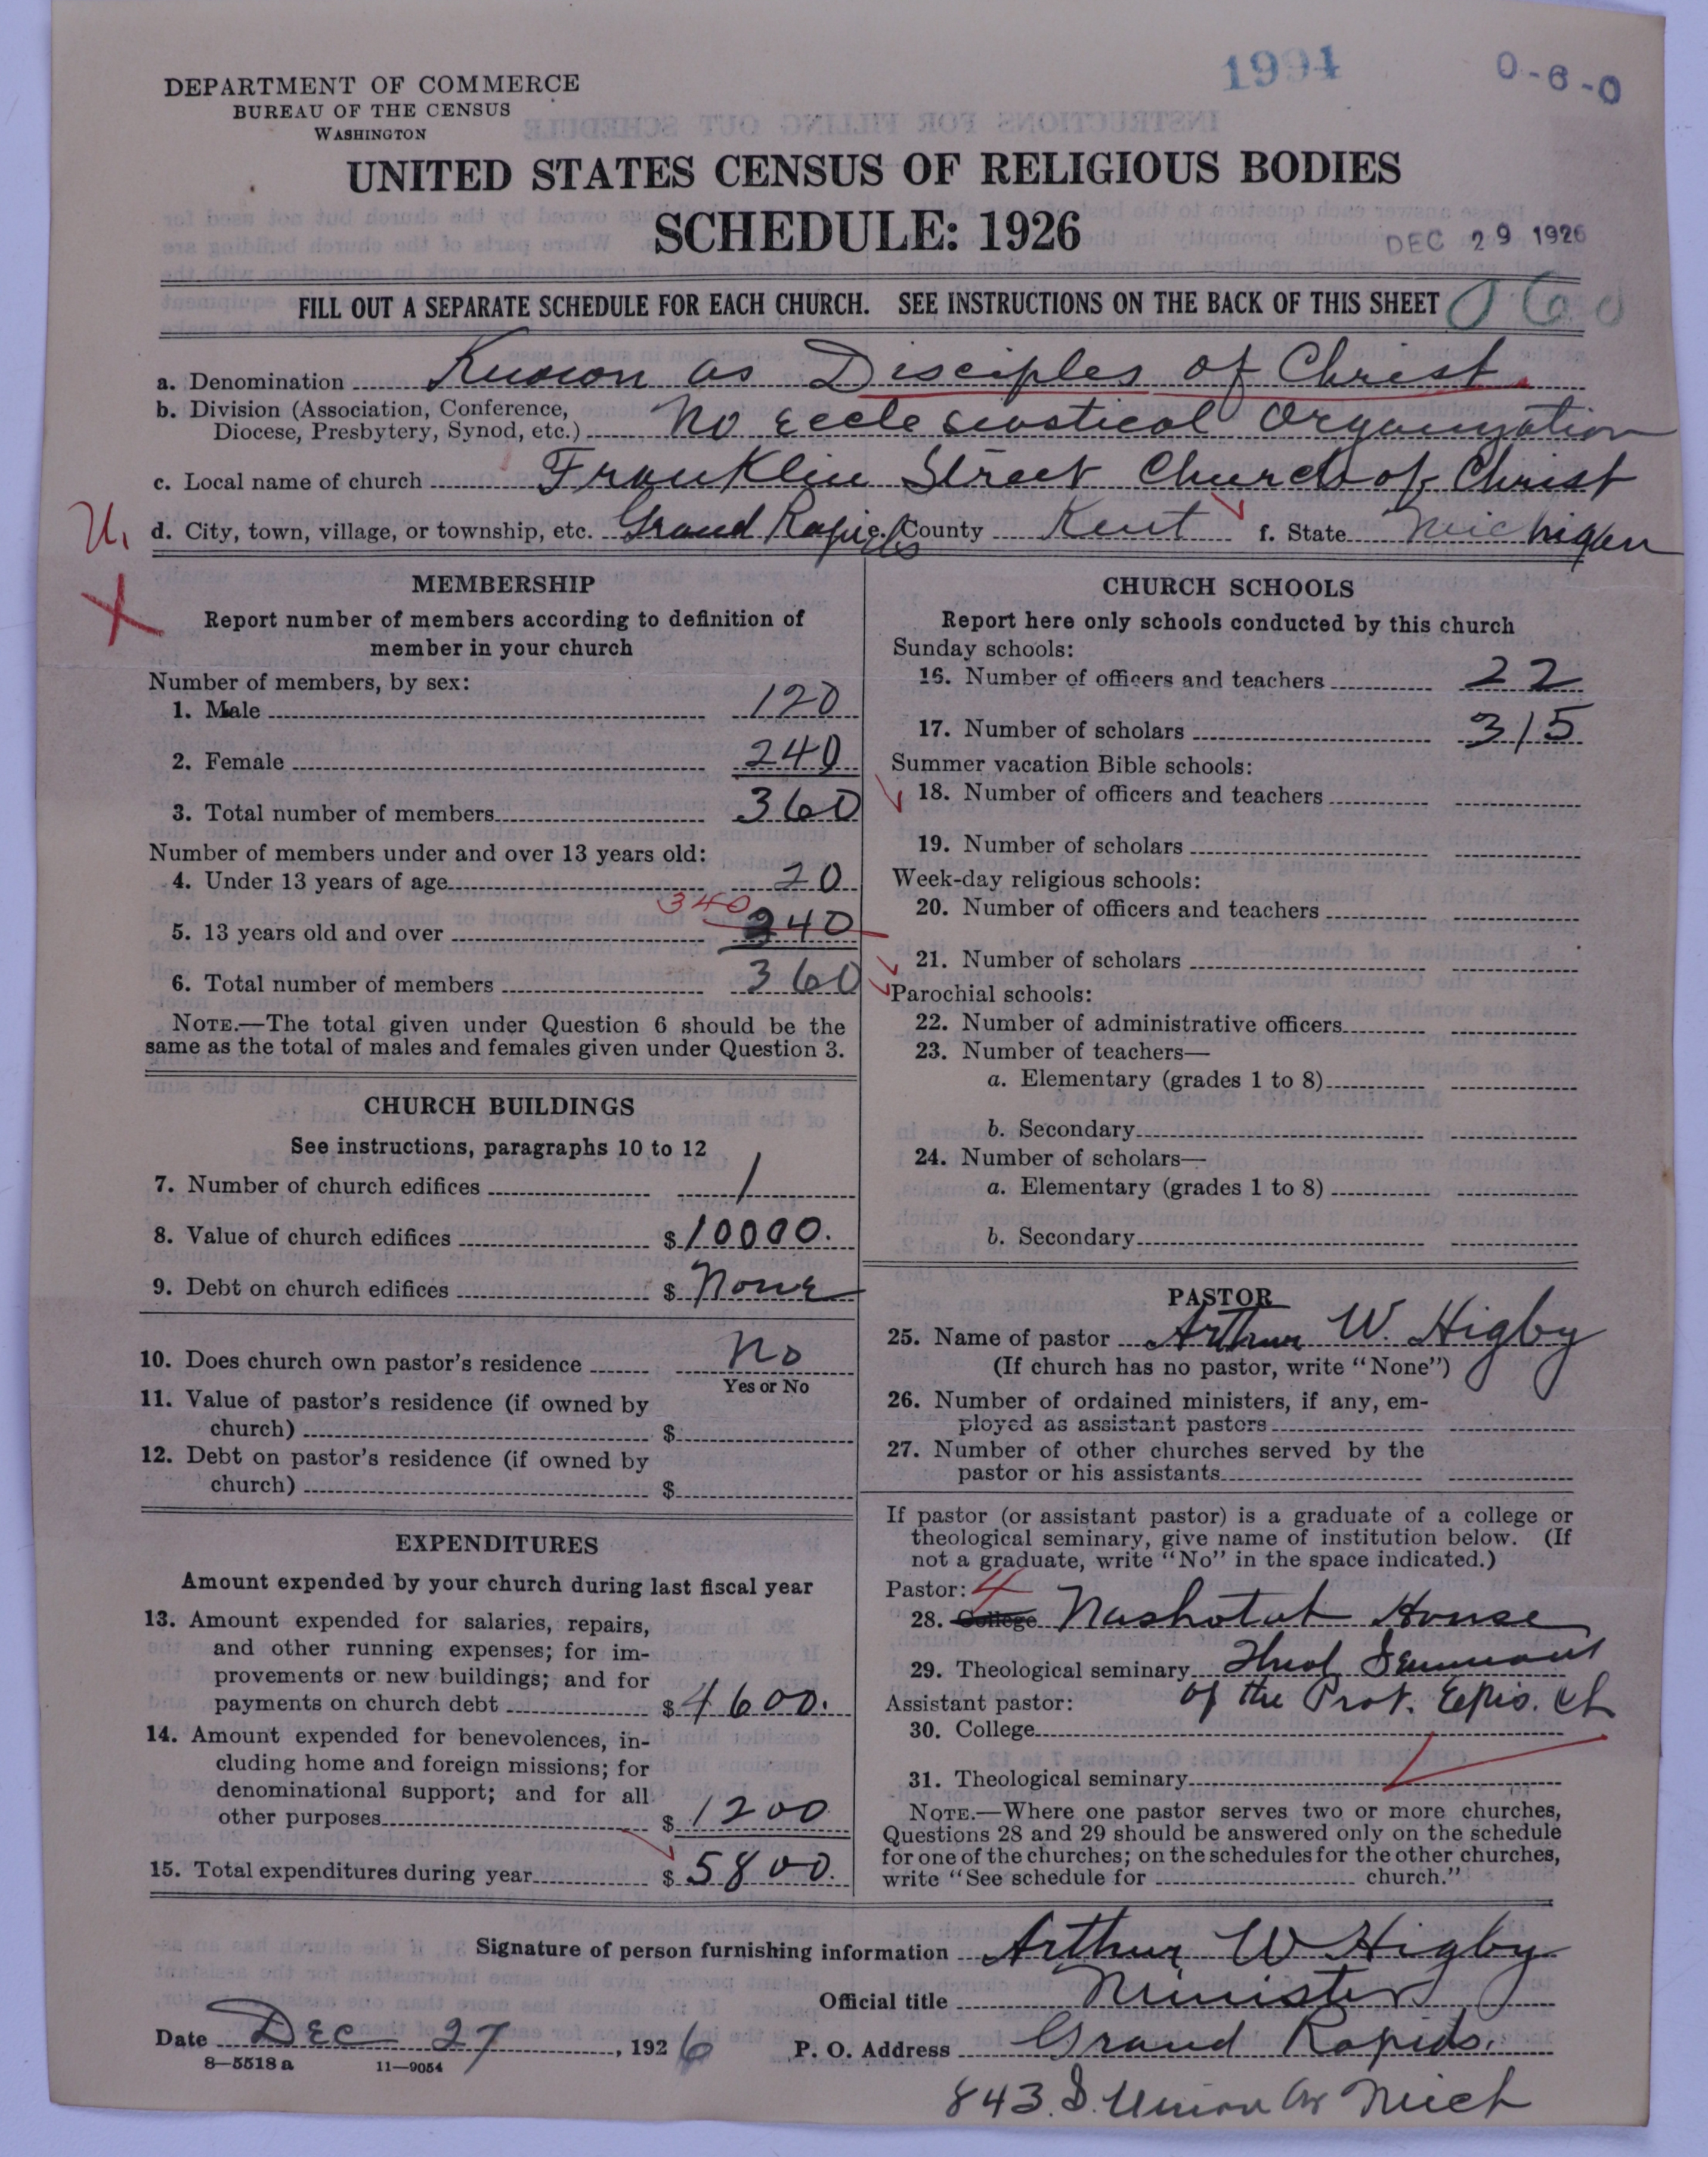 1994
0-6-0
DEPARTMENT OF COMMERCE
BUREAU OF THE CENSUS
WASHINGTON
UNITED STATES CENSUS OF RELIGIOUS BODIES
SCHEDULE: 1926
DEC 29 1926
FILL OUT A SEPARATE SCHEDULE FOR EACH CHURCH. SEE INSTRUCTIONS ON THE BACK OF THIS SHEET
060
a. Denomination Known as Disciples of Christ.
b. Division (Association, Conference,
Diocese, Presbytery, Synod, etc.) No Ecclesiastical Organization
c. Local name of church Franklin Street Church of Christ
d. City, town, village, or township, etc. Grand Rapids e. County Kent f. State Michigan
MEMBERSHIP
Report number of members according to definition of
member in your church
Number of members, by sex:
1. Male 120
2. Female 240
3. Total number of members 360
Number of members under and over 13 years old:
4. Under 13 years of age 20
340
5. 13 years old and over 340
6. Total number of members 360
NOTE.—The total given under Question 6 should be the
same as the total of males and females given under Question 3.
CHURCH BUILDINGS
See instructions, paragraphs 10 to 12
7. Number of church edifices 1
8. Value of church edifices $10000.
9. Debt on church edifices $ None
10. Does church own pastor's residence No
Yes or No
11. Value of pastor's residence (if owned by
church) $
12. Debt on pastor's residence (if owned by
church) $
EXPENDITURES
Amount expended by your church during last fiscal year
13. Amount expended for salaries, repairs,
and other running expenses; for im-
provements or new buildings; and for
payments on church debt $4600.
14. Amount expended for benevolences, in-
cluding home and foreign missions; for
denominational support; and for all
other purposes $1200
15. Total expenditures during year $5800.
CHURCH SCHOOLS
Report here only schools conducted by this church
Sunday schools:
16. Number of officers and teachers 22
17. Number of scholars 315
Summer vacation Bible schools:
18. Number of officers and teachers
19. Number of scholars
Week-day religious schools:
20. Number of officers and teachers
21. Number of scholars
Parochial schools:
22. Number of administrative officers
23. Number of teachers—
a. Elementary (grades 1 to 8)
b. Secondary
24. Number of scholars—
a. Elementary (grades 1 to 8)
b. Secondary
PASTOR
25. Name of pastor Arthur W. Higby
(If church has no pastor, write "None")
26. Number of ordained ministers, if any, em-
ployed as assistant pastors
27. Number of other churches served by the
pastor or his assistants
If pastor (or assistant pastor) is a graduate of a college or
theological seminary, give name of institution below. (If
not a graduate, write "No" in the space indicated.)
Pastor: 4
28. College Nashotah House
29. Theological seminary Theol Seminary
Assistant pastor: of the Prot. Epis. Ch
30. College
31. Theological seminary
NOTE.—Where one pastor serves two or more churches,
Questions 28 and 29 should be answered only on the schedule
for one of the churches; on the schedules for the other churches,
write "See schedule for church."
Signature of person furnishing information Arthur W Higby
Official title Minister
Date Dec 27, 1926 P. O. Address Grand Rapids.
8—5518a 11—9054
843. S. Union Av Mich